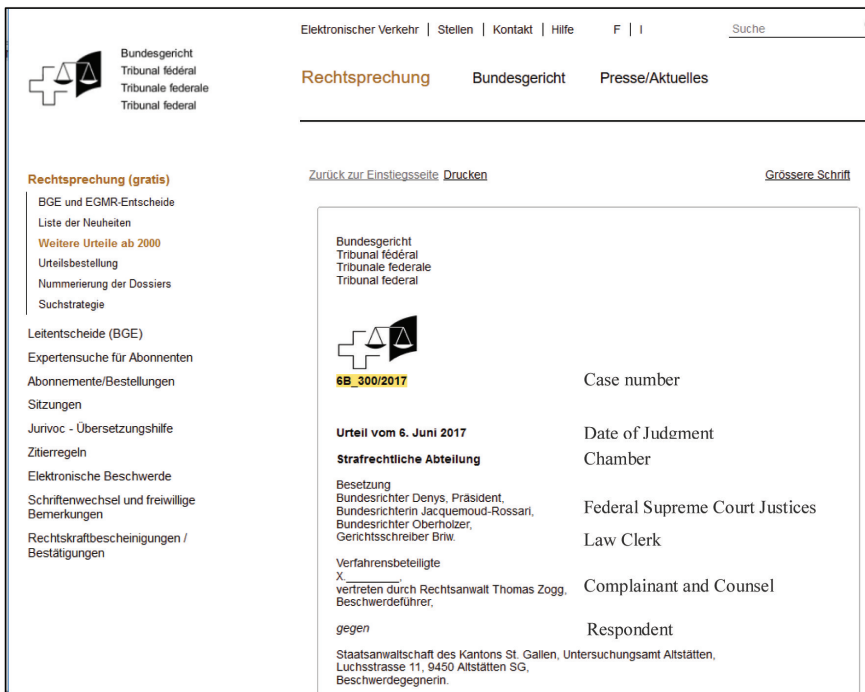 Elektronischer Verkehr | Stellen | Kontakt | Hilfe F | I Suche
Bundesgericht
Tribunal fédéral
Tribunale federale
Tribunal federal
Rechtsprechung Bundesgericht Presse/Aktuelles
Rechtsprechung (gratis)
BGE und EGMR-Entscheide
Liste der Neuheiten
Weitere Urteile ab 2000
Urteilsbestellung
Nummerierung der Dossiers
Suchstrategie
Leitentscheide (BGE)
Expertensuche für Abonnenten
Abonnemente/Bestellungen
Sitzungen
Jurivoc - Übersetzungshilfe
Zitierregeln
Elektronische Beschwerde
Schriftenwechsel und freiwillige
Bemerkungen
Rechtskraftbescheinigungen /
Bestätigungen
Zurück zur Einstiegsseite Drucken Grössere Schrift
Bundesgericht
Tribunal fédéral
Tribunale federale
Tribunal federal
6B_300/2017 Case number
Urteil vom 6. Juni 2017 Date of Judgment
Strafrechtliche Abteilung Chamber
Besetzung
Bundesrichter Denys, Präsident,
Bundesrichterin Jacquemoud-Rossari, Federal Supreme Court Justices
Bundesrichter Oberholzer,
Gerichtsschreiber Briw. Law Clerk
Verfahrensbeteiligte
X.________,
vertreten durch Rechtsanwalt Thomas Zogg, Complainant and Counsel
Beschwerdeführer,
gegen Respondent
Staatsanwaltschaft des Kantons St. Gallen, Untersuchungsamt Altstätten,
Luchsstrasse 11, 9450 Altstätten SG,
Beschwerdegegnerin.